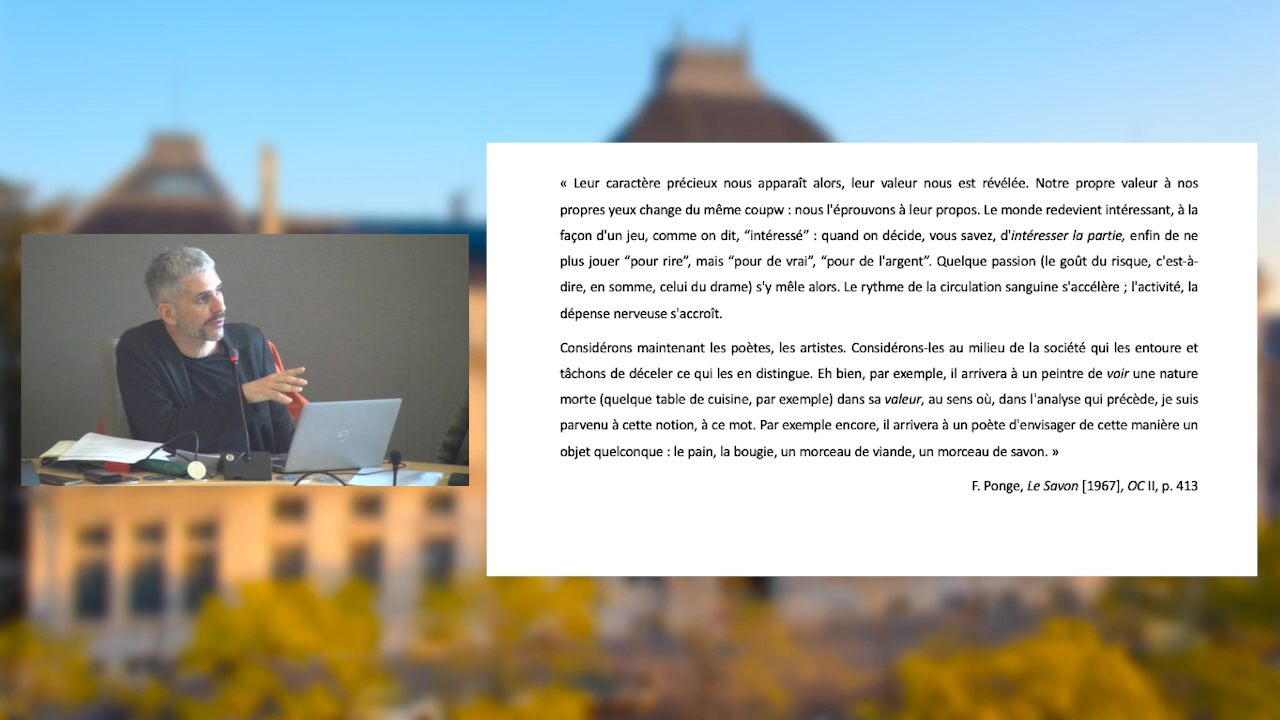 « Leur caractère précieux nous apparaît alors, leur valeur nous est révélée. Notre propre valeur à nos
propres yeux change du même coupw : nous l'éprouvons à leur propos. Le monde redevient intéressant, à la
façon d'un jeu, comme on dit, “intéressé” : quand on décide, vous savez, d'intéresser la partie, enfin de ne
plus jouer “pour rire”, mais “pour de vrai”, “pour de l'argent”. Quelque passion (le goût du risque, c'est-à-
dire, en somme, celui du drame) s'y mêle alors. Le rythme de la circulation sanguine s'accélère ; l'activité, la
dépense nerveuse s'accroît.
Considérons maintenant les poètes, les artistes. Considérons-les au milieu de la société qui les entoure et
tâchons de déceler ce qui les en distingue. Eh bien, par exemple, il arrivera à un peintre de voir une nature
morte (quelque table de cuisine, par exemple) dans sa valeur, au sens où, dans l'analyse qui précède, je suis
parvenu à cette notion, à ce mot. Par exemple encore, il arrivera à un poète d'envisager de cette manière un
objet quelconque : le pain, la bougie, un morceau de viande, un morceau de savon. »
F. Ponge, Le Savon [1967], OC II, p. 413